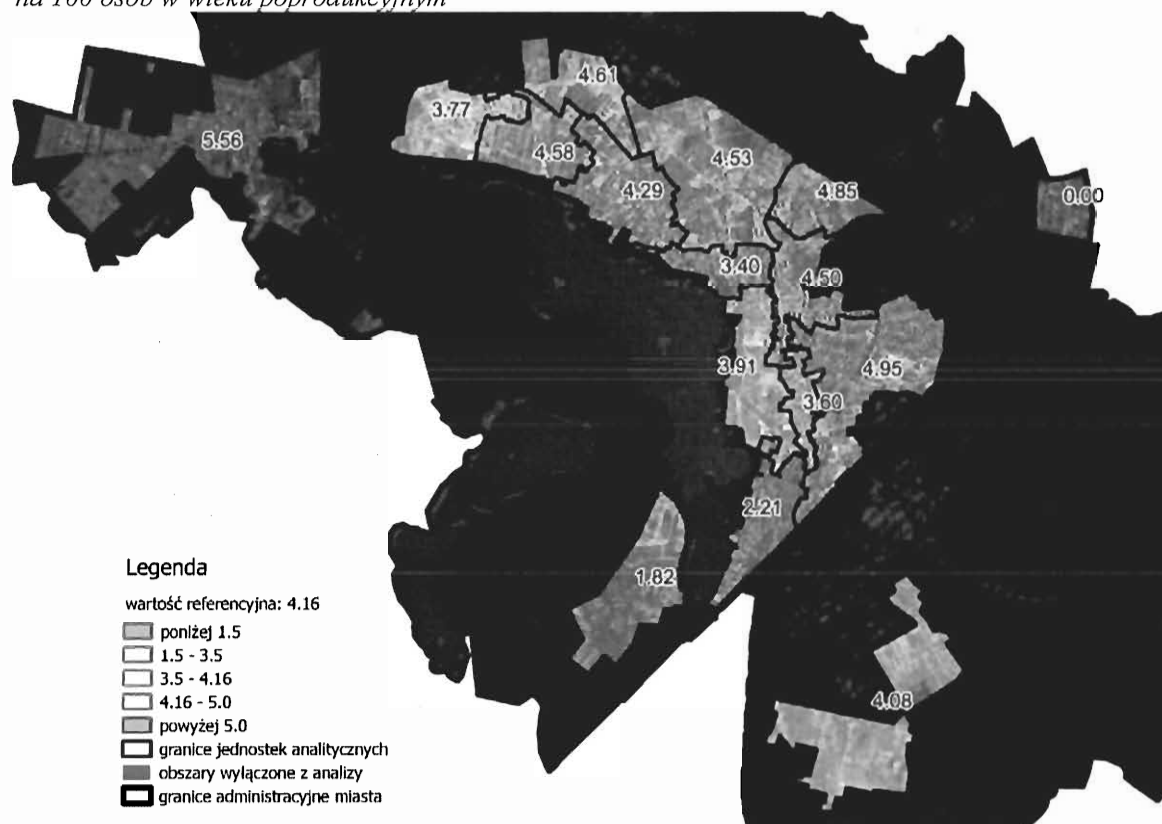 na 100 osób w wieku poprodukcyjnym
4.61
3.77
5.56
4.58
4.53
4.29
4.85
0.00
3.40
4.50
3.91
4.95
3.60
2.21
1.82
4.08
Legenda
wartość referencyjna: 4.16
poniżej 1.5
1.5 - 3.5
3.5 - 4.16
4.16 - 5.0
powyżej 5.0
granice jednostek analitycznych
obszary wyłączone z analizy
granice administracyjne miasta